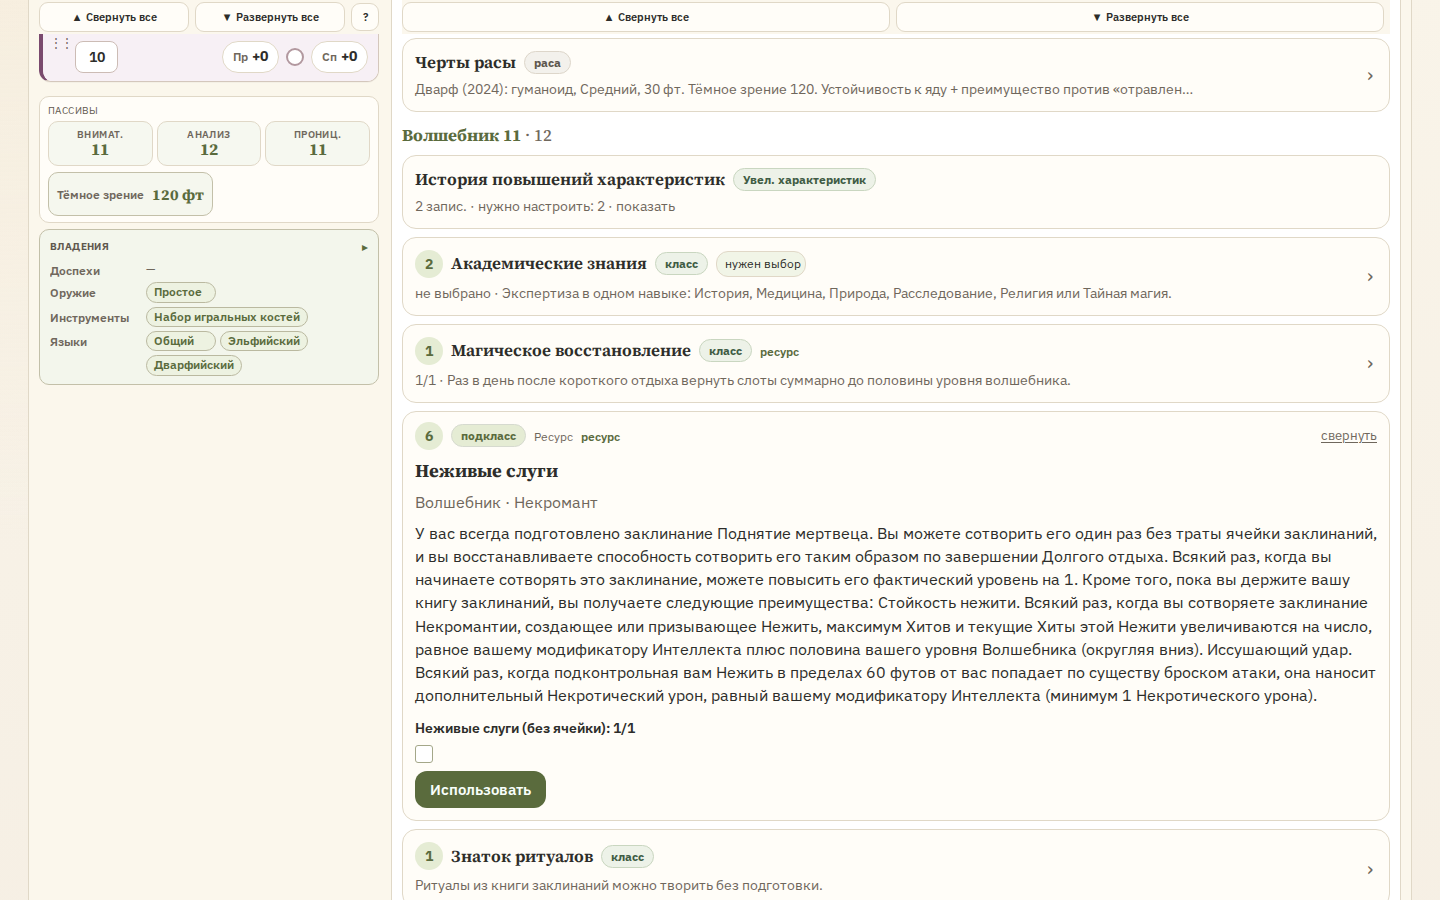 ▲ Свернуть все
▼ Развернуть все
?
10
Пр +0
Сп +0
ПАССИВЫ
ВНИМАТ.
11
АНАЛИЗ
12
ПРОНИЦ.
11
Тёмное зрение 120 фт
ВЛАДЕНИЯ
Доспехи —
Оружие Простое
Инструменты Набор игральных костей
Языки Общий Эльфийский
Дварфийский
▲ Свернуть все
▼ Развернуть все
Черты расы раса
Дварф (2024): гуманоид, Средний, 30 фт. Тёмное зрение 120. Устойчивость к яду + преимущество против «отравлен…
Волшебник 11 · 12
История повышений характеристик Увел. характеристик
2 запис. · нужно настроить: 2 · показать
2 Академические знания класс нужен выбор
не выбрано · Экспертиза в одном навыке: История, Медицина, Природа, Расследование, Религия или Тайная магия.
1 Магическое восстановление класс ресурс
1/1 · Раз в день после короткого отдыха вернуть слоты суммарно до половины уровня волшебника.
6 подкласс Ресурс ресурс
свернуть
Неживые слуги
Волшебник · Некромант
У вас всегда подготовлено заклинание Поднятие мертвеца. Вы можете сотворить его один раз без траты ячейки заклинаний,
и вы восстанавливаете способность сотворить его таким образом по завершении Долгого отдыха. Всякий раз, когда вы
начинаете сотворять это заклинание, можете повысить его фактический уровень на 1. Кроме того, пока вы держите вашу
книгу заклинаний, вы получаете следующие преимущества: Стойкость нежити. Всякий раз, когда вы сотворяете заклинание
Некромантии, создающее или призывающее Нежить, максимум Хитов и текущие Хиты этой Нежити увеличиваются на число,
равное вашему модификатору Интеллекта плюс половина вашего уровня Волшебника (округляя вниз). Иссушающий удар.
Всякий раз, когда подконтрольная вам Нежить в пределах 60 футов от вас попадает по существу броском атаки, она наносит
дополнительный Некротический урон, равный вашему модификатору Интеллекта (минимум 1 Некротического урона).
Неживые слуги (без ячейки): 1/1
Использовать
1 Знаток ритуалов класс
Ритуалы из книги заклинаний можно творить без подготовки.